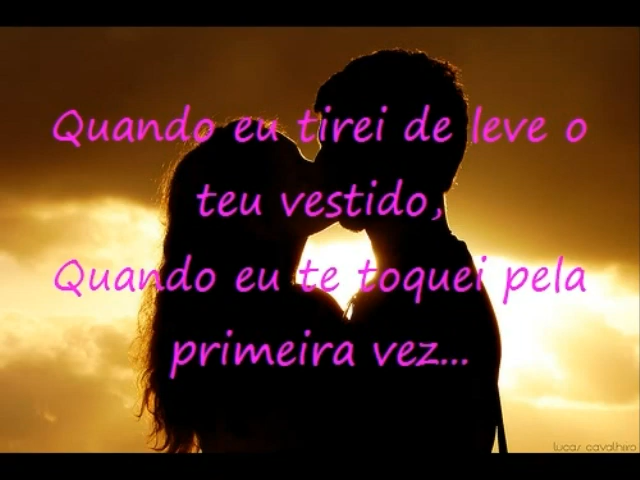 Quando eu tirei de leve o
teu vestido,
Quando eu te toquei pela
primeira vez...
lucas cavalheiro